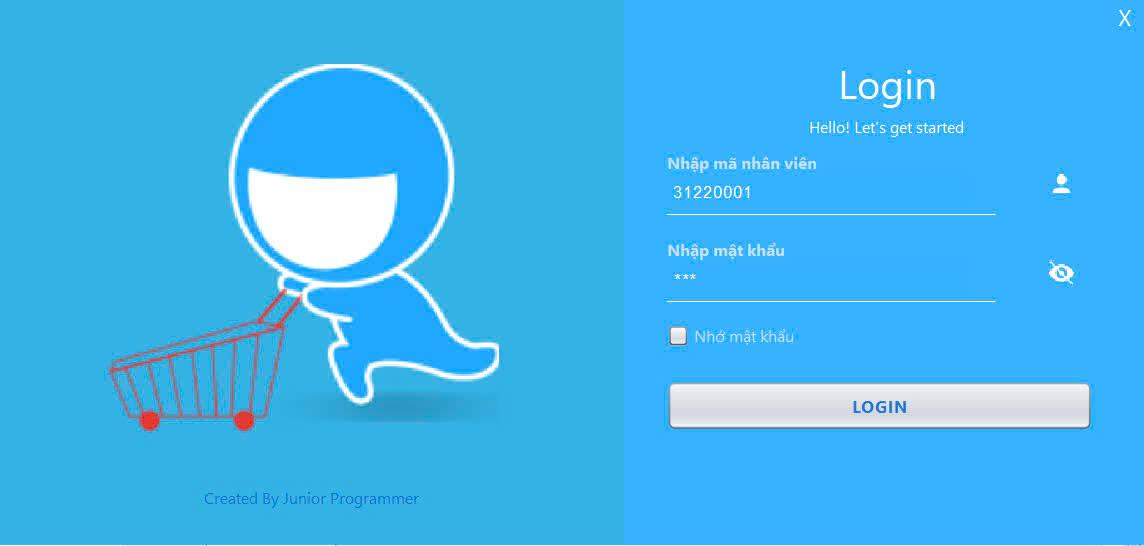 X
Login
Hello! Let's get started
Nhập mã nhân viên
31220001
Nhập mật khẩu
***
Nhớ mật khẩu
LOGIN
Created By Junior Programmer